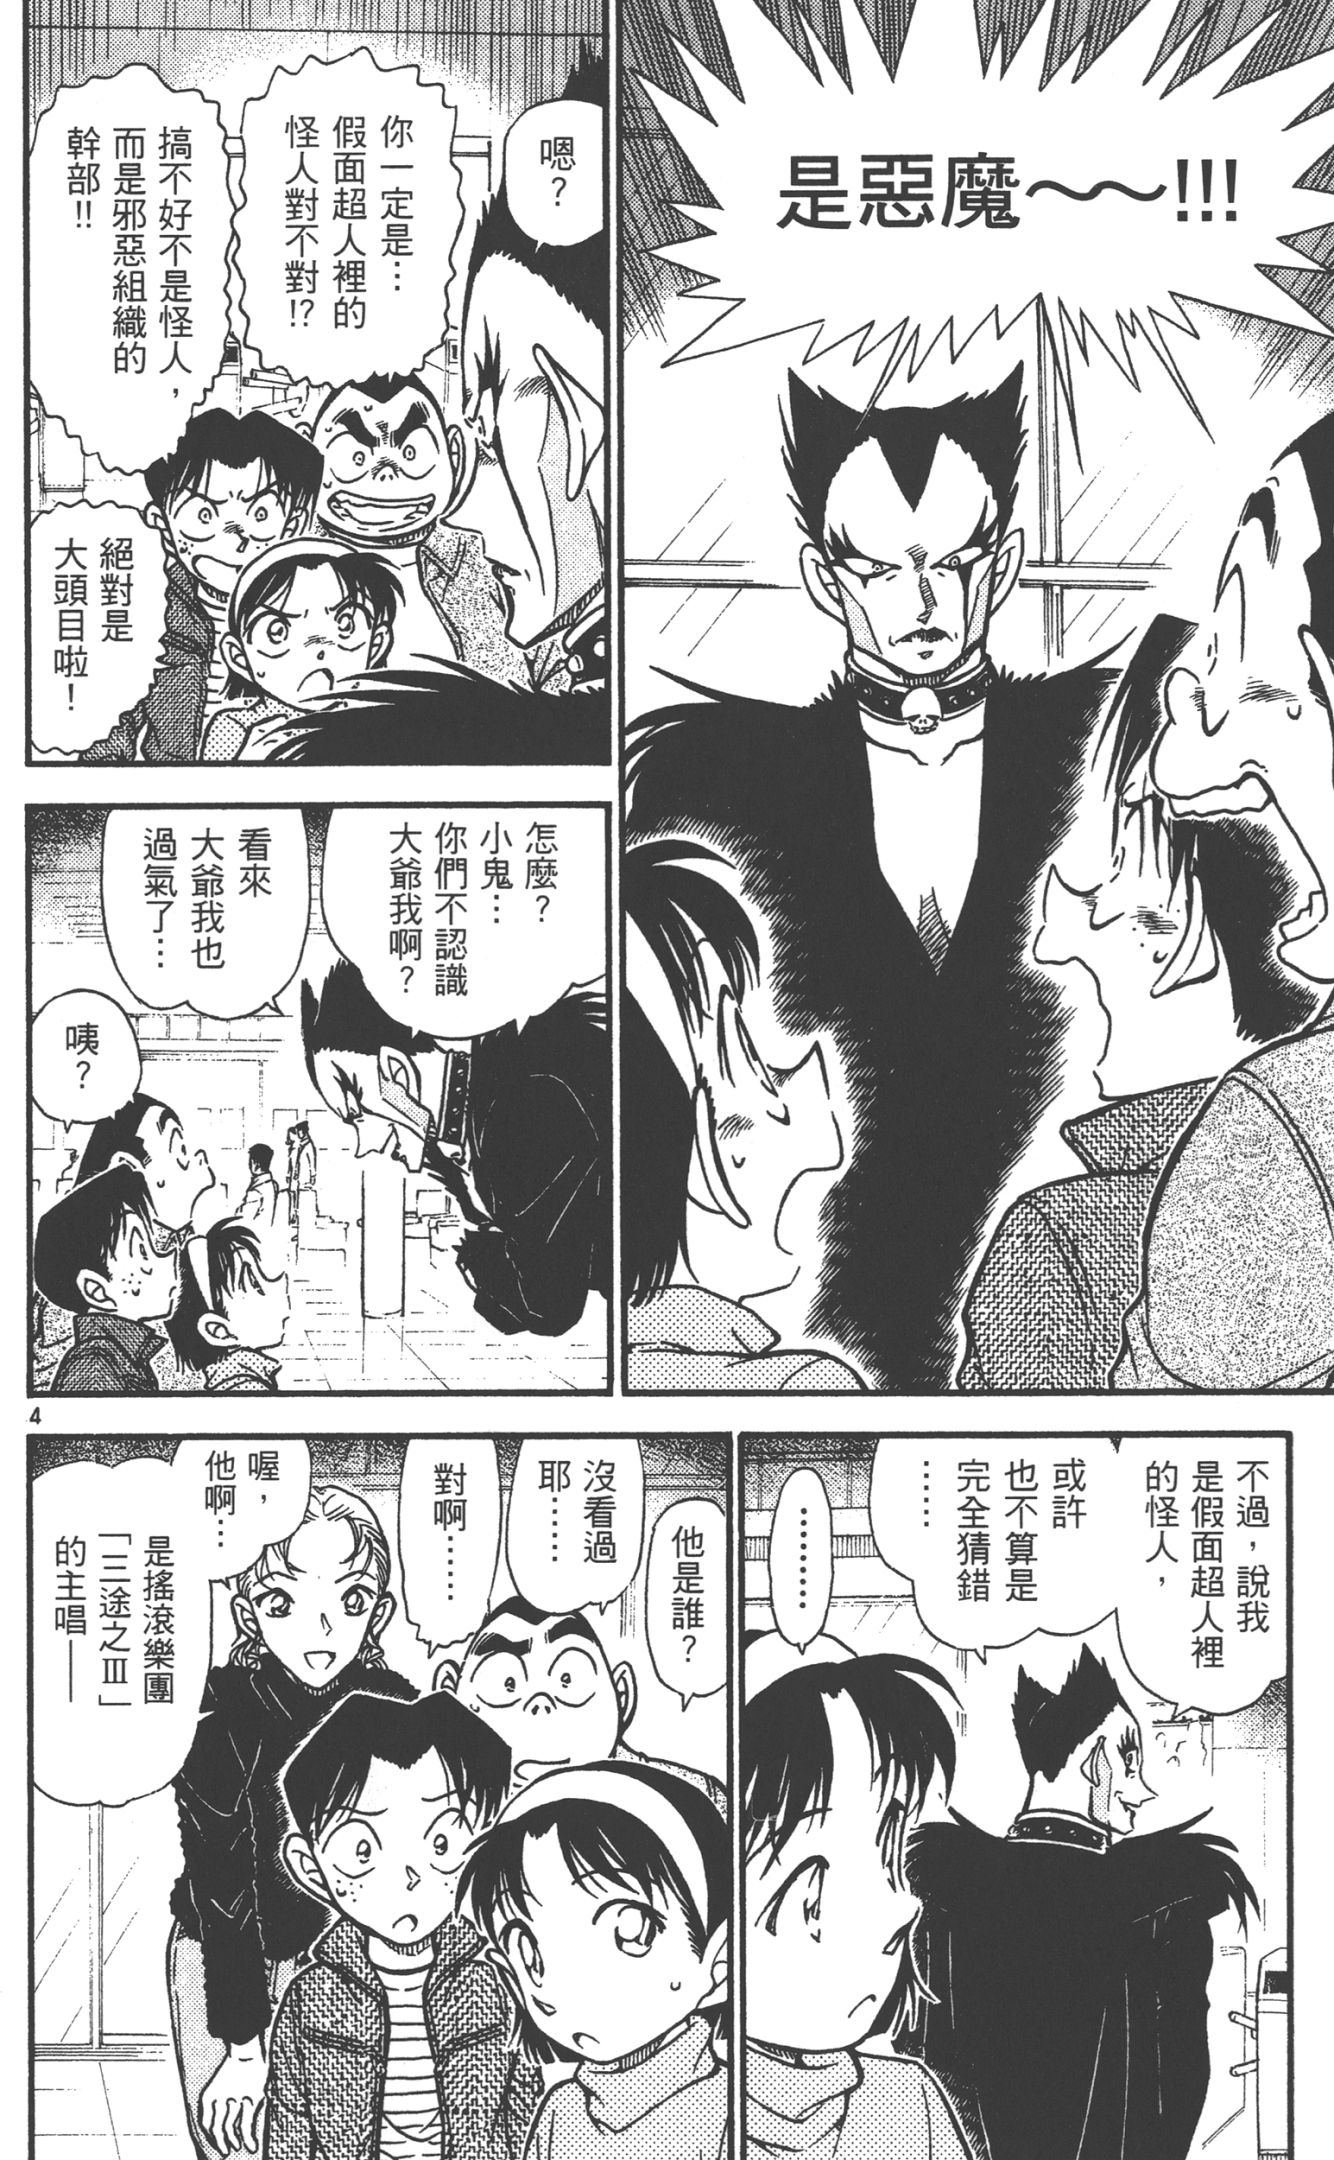 是惡魔~~!!!
嗯?
你一定是…
假面超人裡的
怪人對不對!?
搞不好不是怪人，
而是邪惡組織的
幹部!!
絕對是
大頭目啦!
怎麼?
小鬼…
你們不認識
大爺我啊?
看來
大爺我也
過氣了…
咦?
4
不過，說我
是假面超人裡
的怪人，
或許
也不算是
完全猜錯
……
………
他是誰?
沒看過
耶……
對啊……
喔，
他啊…
是搖滾樂團
「三途之Ⅲ」
的主唱──